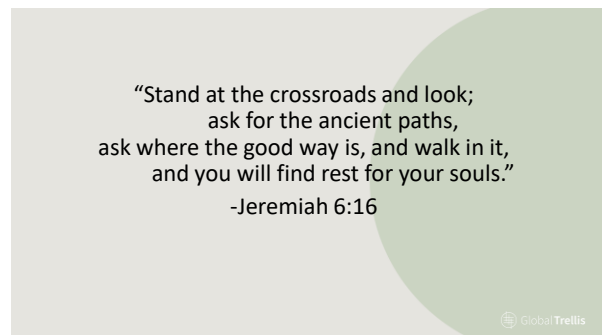 “Stand at the crossroads and look;
ask for the ancient paths,
ask where the good way is, and walk in it,
and you will find rest for your souls.”
-Jeremiah 6:16
Global Trellis